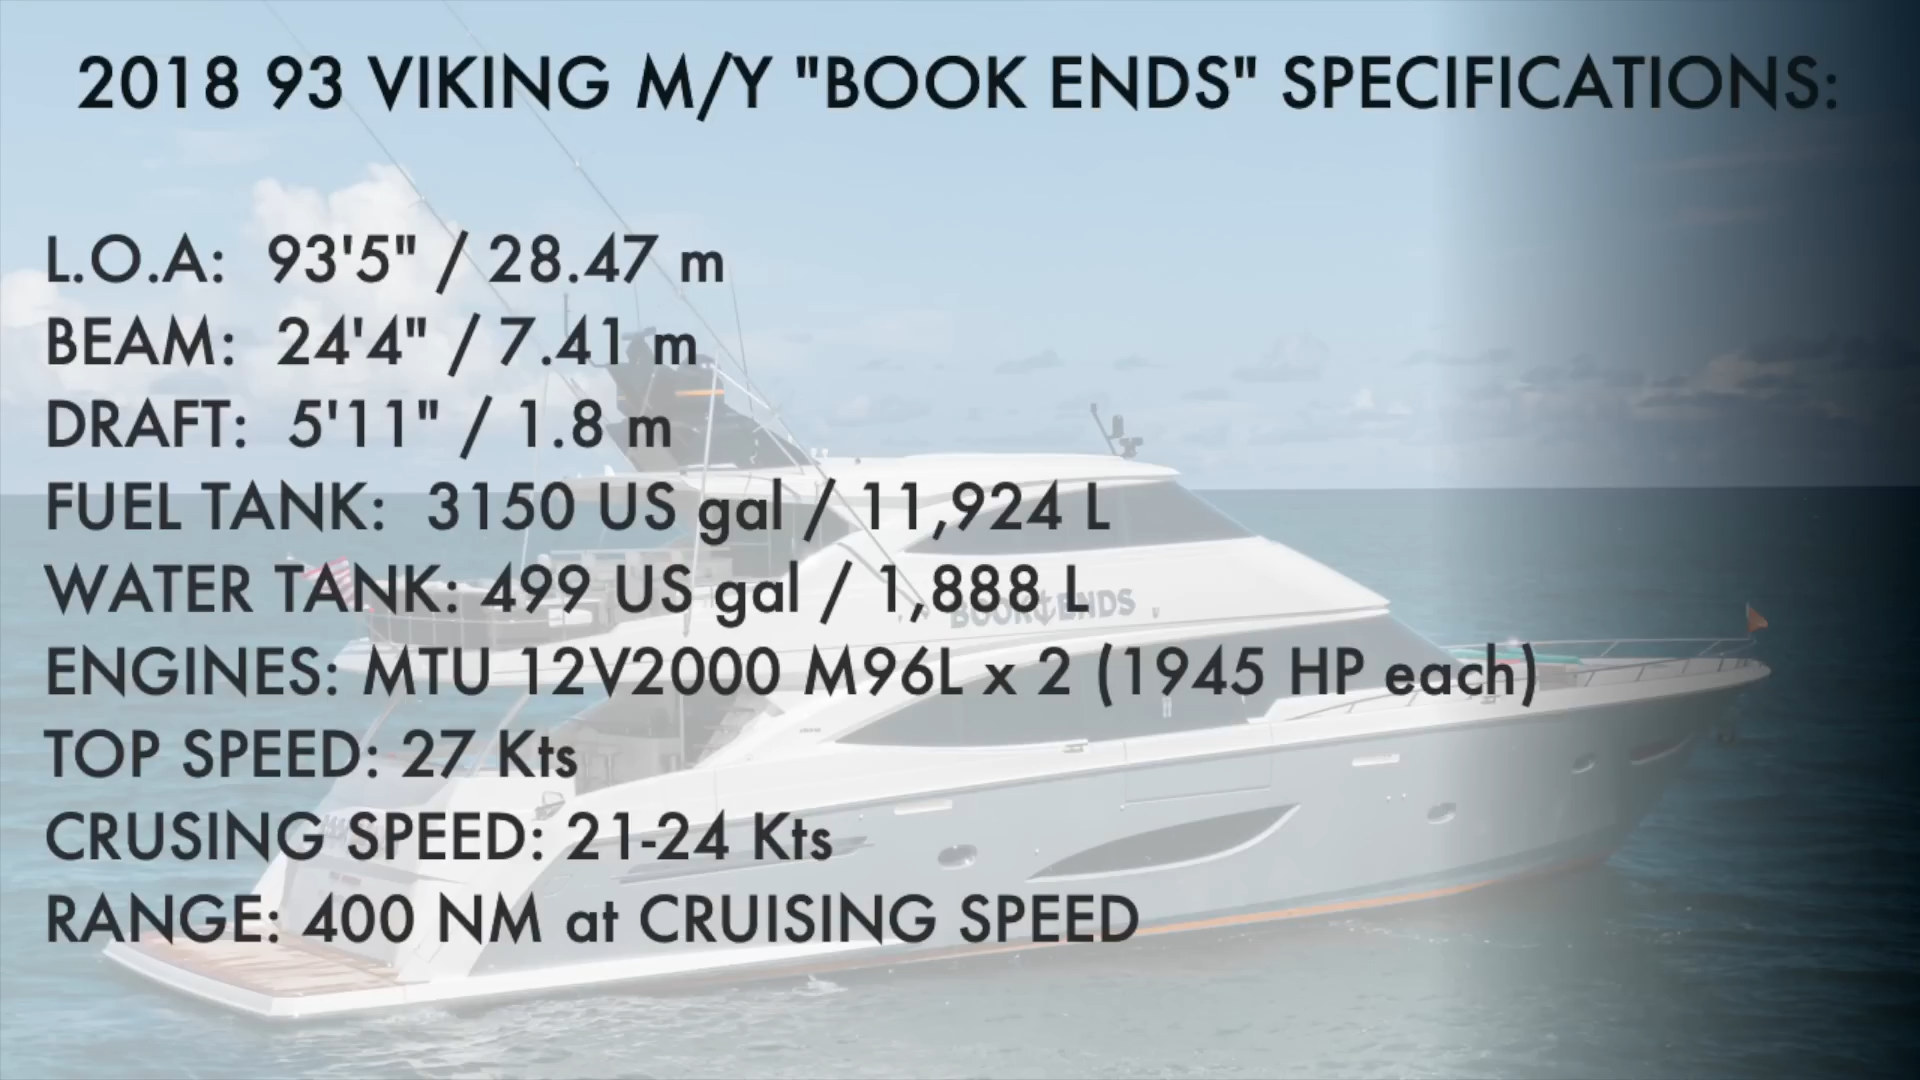 2018 93 VIKING M/Y "BOOK ENDS" SPECIFICATIONS:
L.O.A: 93'5" / 28.47 m
BEAM: 24'4" / 7.41 m
DRAFT: 5'11" / 1.8 m
FUEL TANK: 3150 US gal / 11,924 L
WATER TANK: 499 US gal / 1,888 L
BOOK ENDS
ENGINES: MTU 12V2000 M96L x 2 (1945 HP each)
TOP SPEED: 27 Kts
CRUSING SPEED: 21-24 Kts
RANGE: 400 NM at CRUISING SPEED